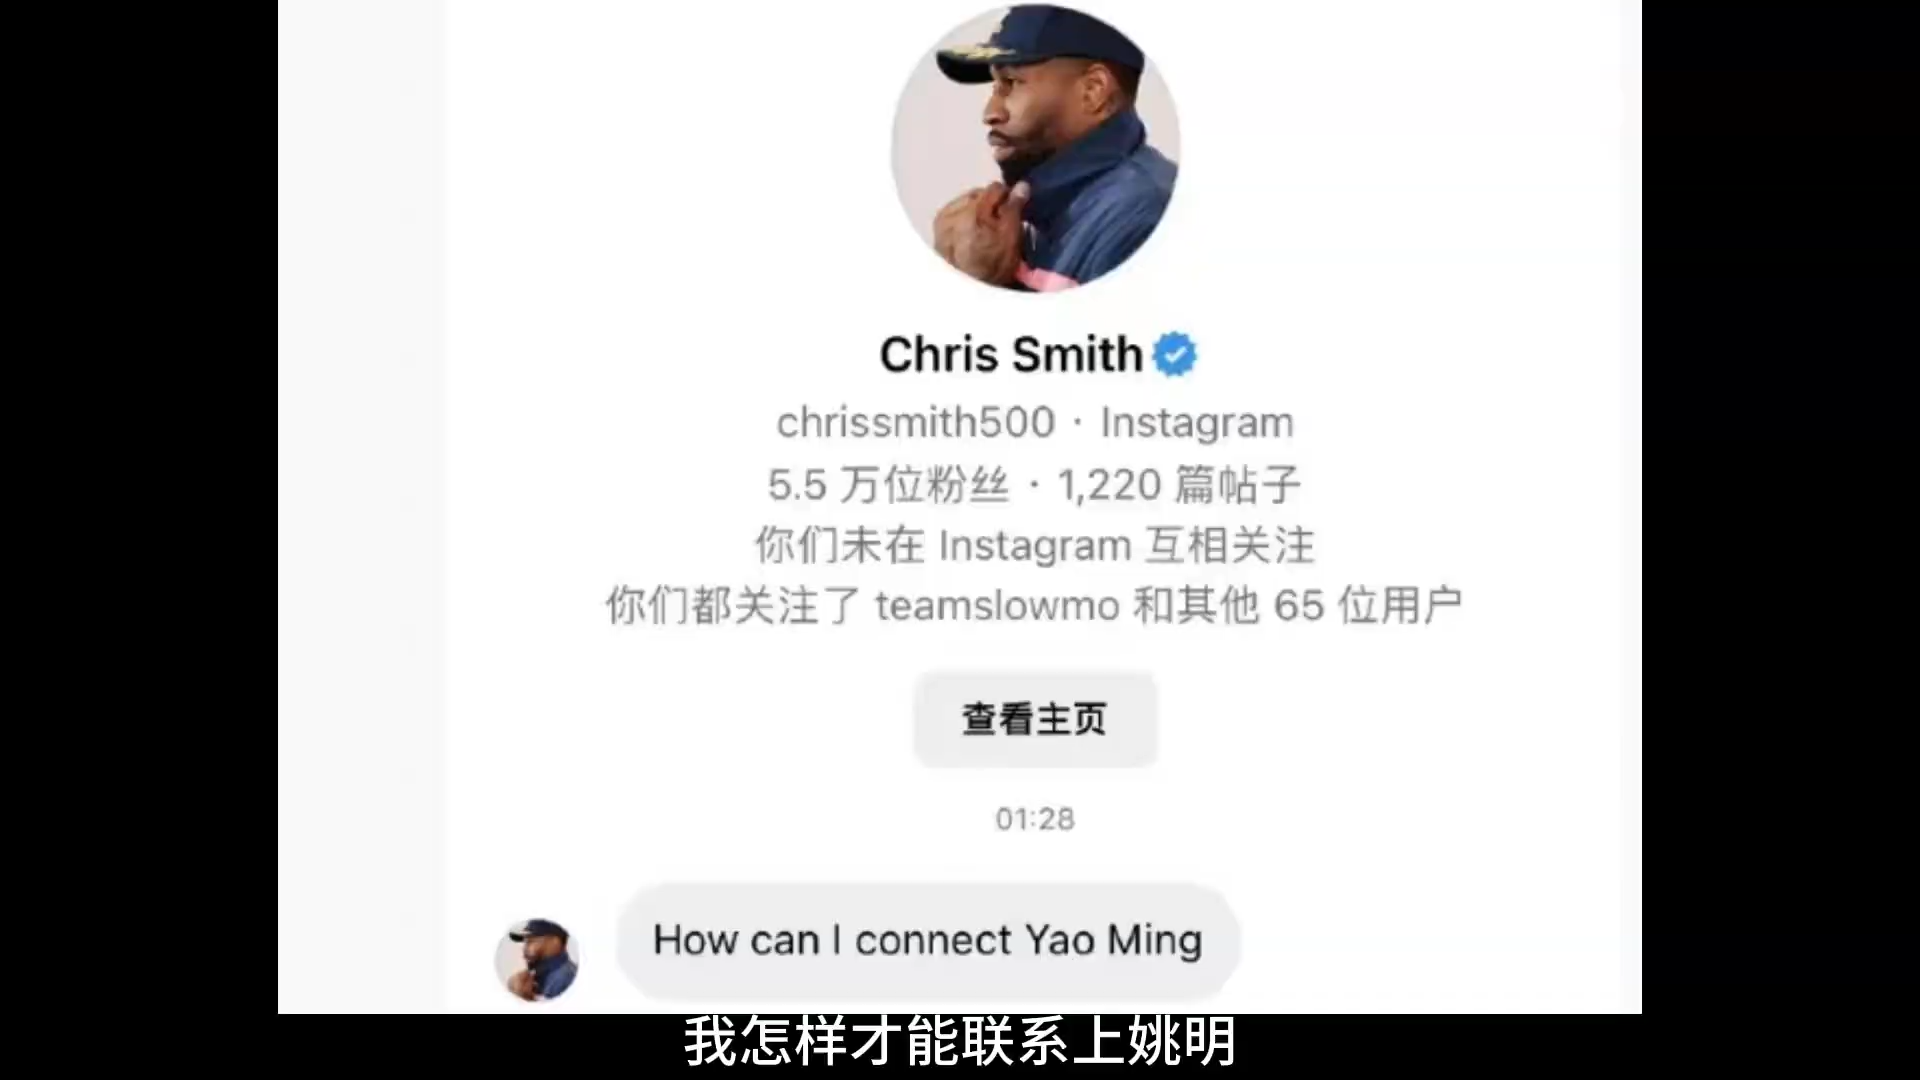 Chris Smith
chrissmith500 · Instagram
5.5 万位粉丝 · 1,220 篇帖子
你们未在 Instagram 互相关注
你们都关注了 teamslowmo 和其他 65 位用户
查看主页
01:28
How can I connect Yao Ming
我怎样才能联系上姚明